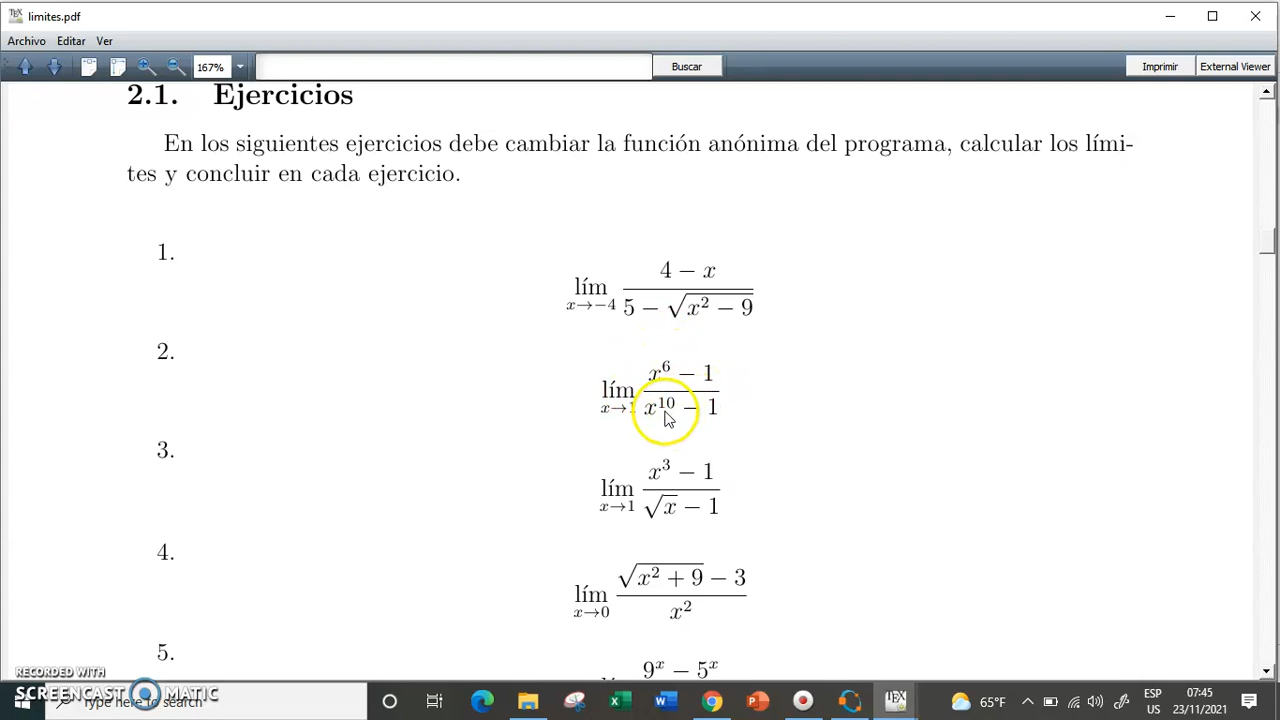 limites.pdf
Archivo Editar Ver
167% Buscar Imprimir External Viewer
2.1. Ejercicios
En los siguientes ejercicios debe cambiar la función anónima del programa, calcular los lími-
tes y concluir en cada ejercicio.
1.
lím x→−4 (4 − x)/(5 − √(x² − 9))
2.
lím x→1 (x⁶ − 1)/(x¹⁰ − 1)
3.
lím x→1 (x³ − 1)/(√x − 1)
4.
lím x→0 (√(x² + 9) − 3)/x²
5.
9ˣ − 5ˣ
RECORDED WITH
SCREENCAST MATIC
Type here to search
65°F ESP US 07:45 23/11/2021